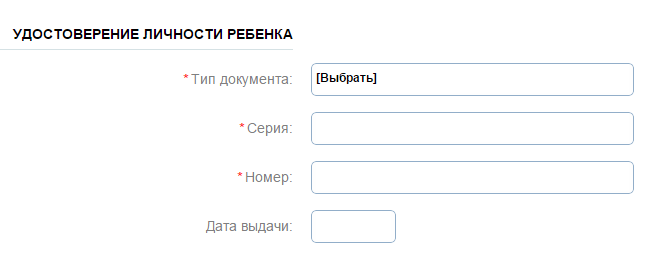 УДОСТОВЕРЕНИЕ ЛИЧНОСТИ РЕБЕНКА
* Тип документа: [Выбрать]
* Серия:
* Номер:
Дата выдачи: